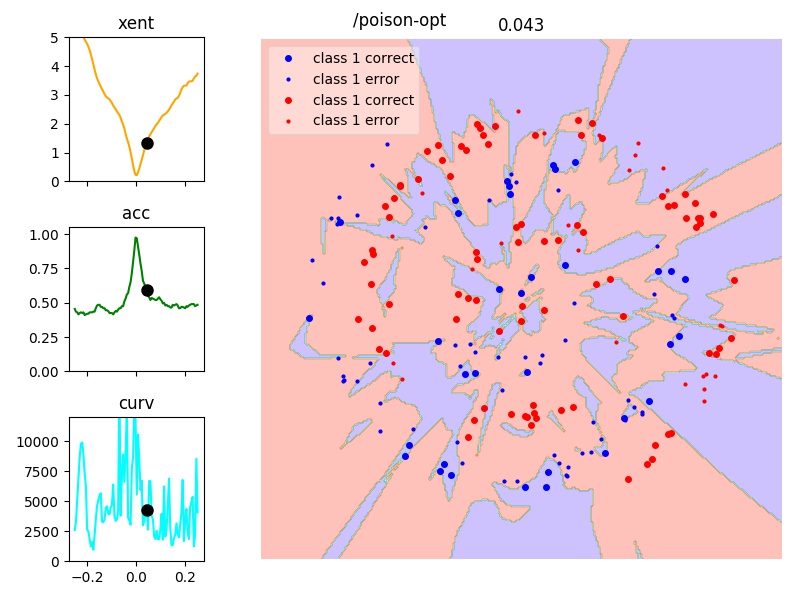 xent
5
4
3
2
1
0
acc
1.00
0.75
0.50
0.25
0.00
curv
10000
7500
5000
2500
0
−0.2 0.0 0.2
/poison-opt 0.043
class 1 correct
class 1 error
class 1 correct
class 1 error